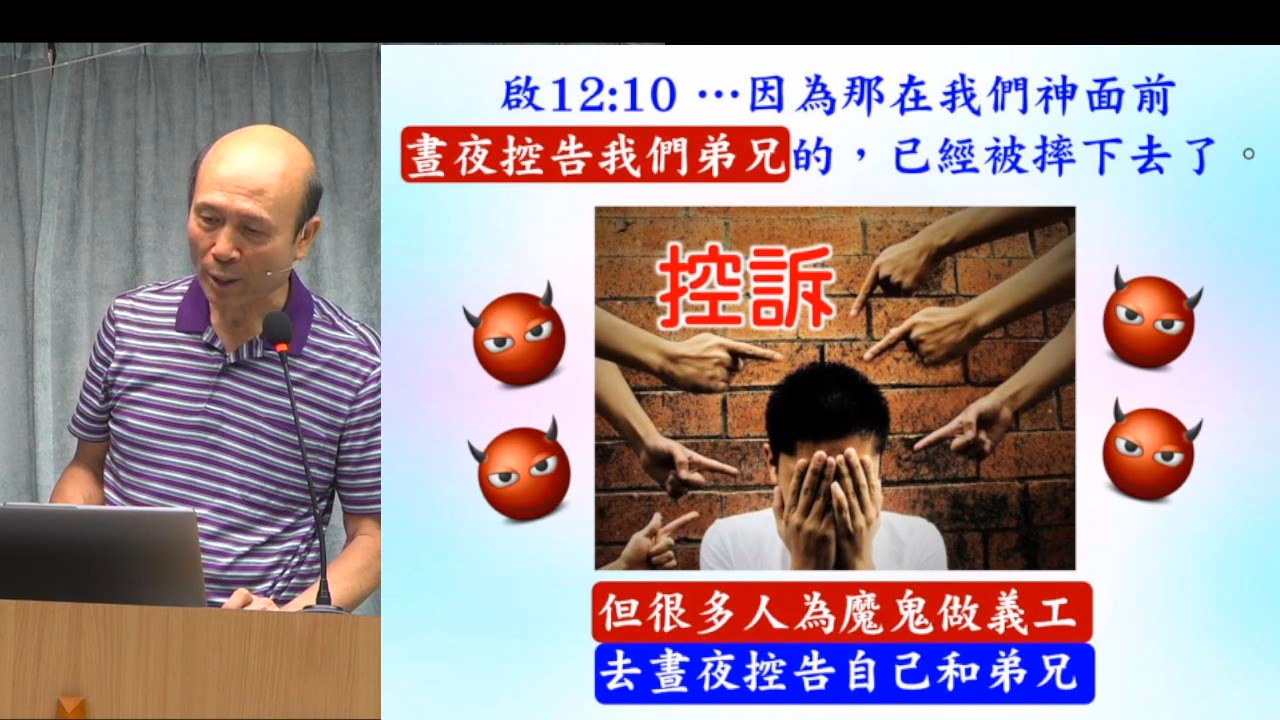 啟12:10 …因為那在我們神面前
晝夜控告我們弟兄的，已經被摔下去了。
控訴
但很多人為魔鬼做義工
去晝夜控告自己和弟兄